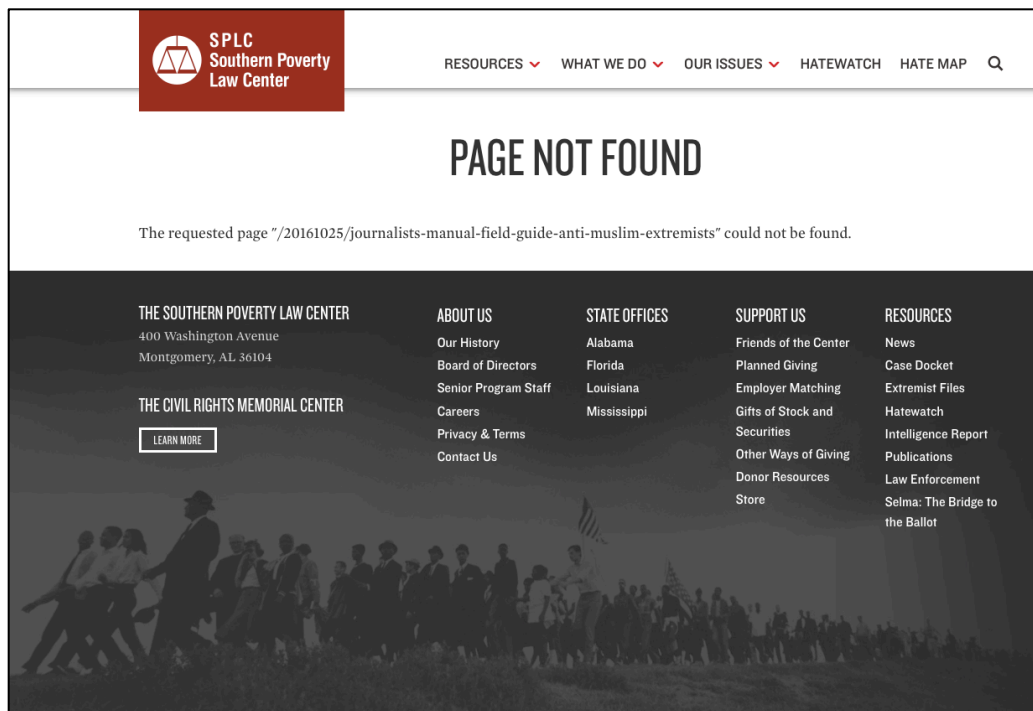 SPLC
Southern Poverty
Law Center
RESOURCES
WHAT WE DO
OUR ISSUES
HATEWATCH
HATE MAP
PAGE NOT FOUND
The requested page "/20161025/journalists-manual-field-guide-anti-muslim-extremists" could not be found.
THE SOUTHERN POVERTY LAW CENTER
400 Washington Avenue
Montgomery, AL 36104
THE CIVIL RIGHTS MEMORIAL CENTER
LEARN MORE
ABOUT US
Our History
Board of Directors
Senior Program Staff
Careers
Privacy & Terms
Contact Us
STATE OFFICES
Alabama
Florida
Louisiana
Mississippi
SUPPORT US
Friends of the Center
Planned Giving
Employer Matching
Gifts of Stock and
Securities
Other Ways of Giving
Donor Resources
Store
RESOURCES
News
Case Docket
Extremist Files
Hatewatch
Intelligence Report
Publications
Law Enforcement
Selma: The Bridge to
the Ballot